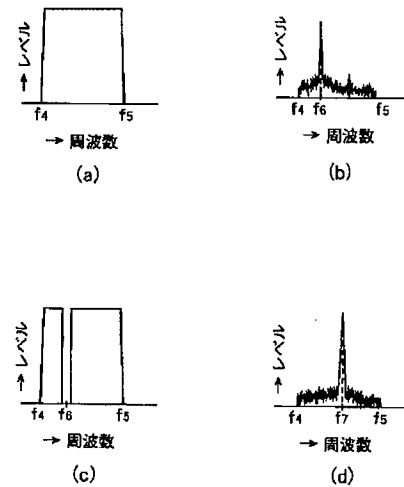 ↑レベル
f4
f5
→ 周波数
(a)
↑レベル
f4
f6
f5
→ 周波数
(b)
↑レベル
f4
f6
f5
→ 周波数
(c)
↑レベル
f4
f7
f5
→ 周波数
(d)